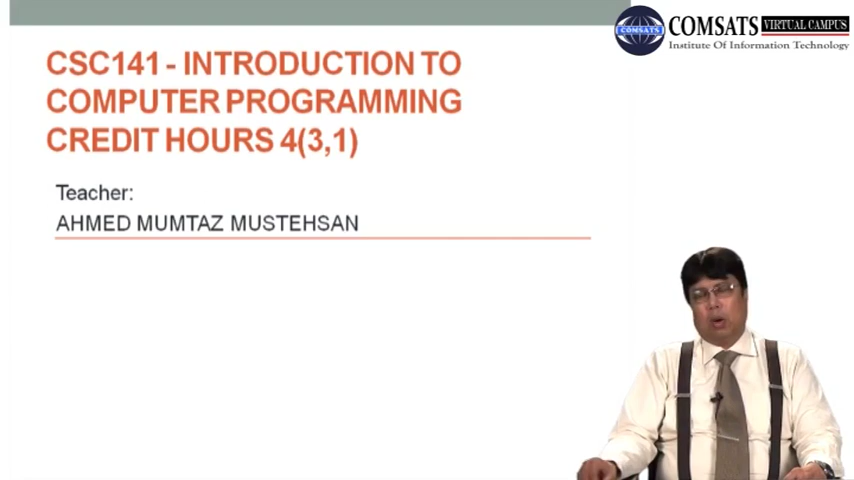 COMSATS
COMSATS VIRTUAL CAMPUS
Institute Of Information Technology
CSC141 - INTRODUCTION TO
COMPUTER PROGRAMMING
CREDIT HOURS 4(3,1)
Teacher:
AHMED MUMTAZ MUSTEHSAN